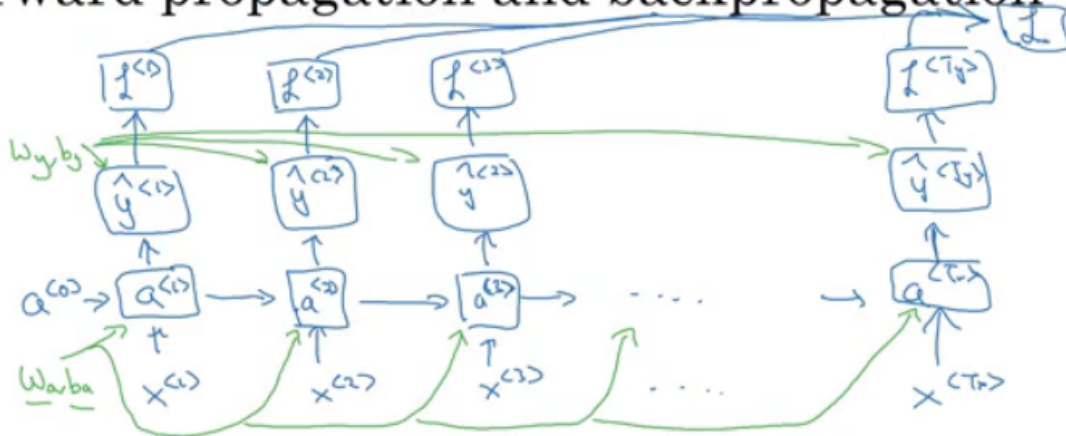 ward propagation and backpropagation
ℒ
ℒ<1> ℒ<2> ℒ<3> ℒ<Ty>
Wy,by
ŷ<1> ŷ<2> ŷ<2> ŷ<Ty>
a<0> a<1> a<2> a<3> .... a<Tx>
Wa,ba
x<1> x<2> x<3> .... x<Tx>